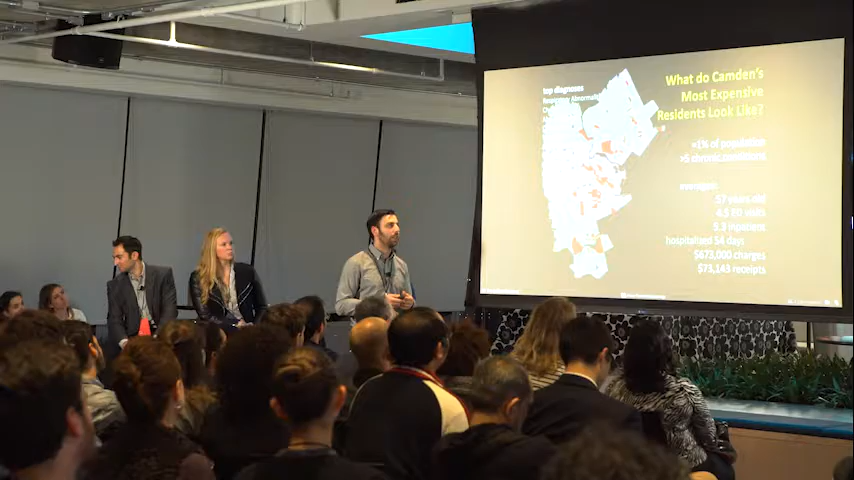 What do Camden's
Most Expensive
Residents Look Like?
top diagnoses
<1% of population
>5 chronic conditions
averages:
57 years old
4.5 ED visits
5.3 inpatient
hospitalized 54 days
$673,000 charges
$73,143 receipts